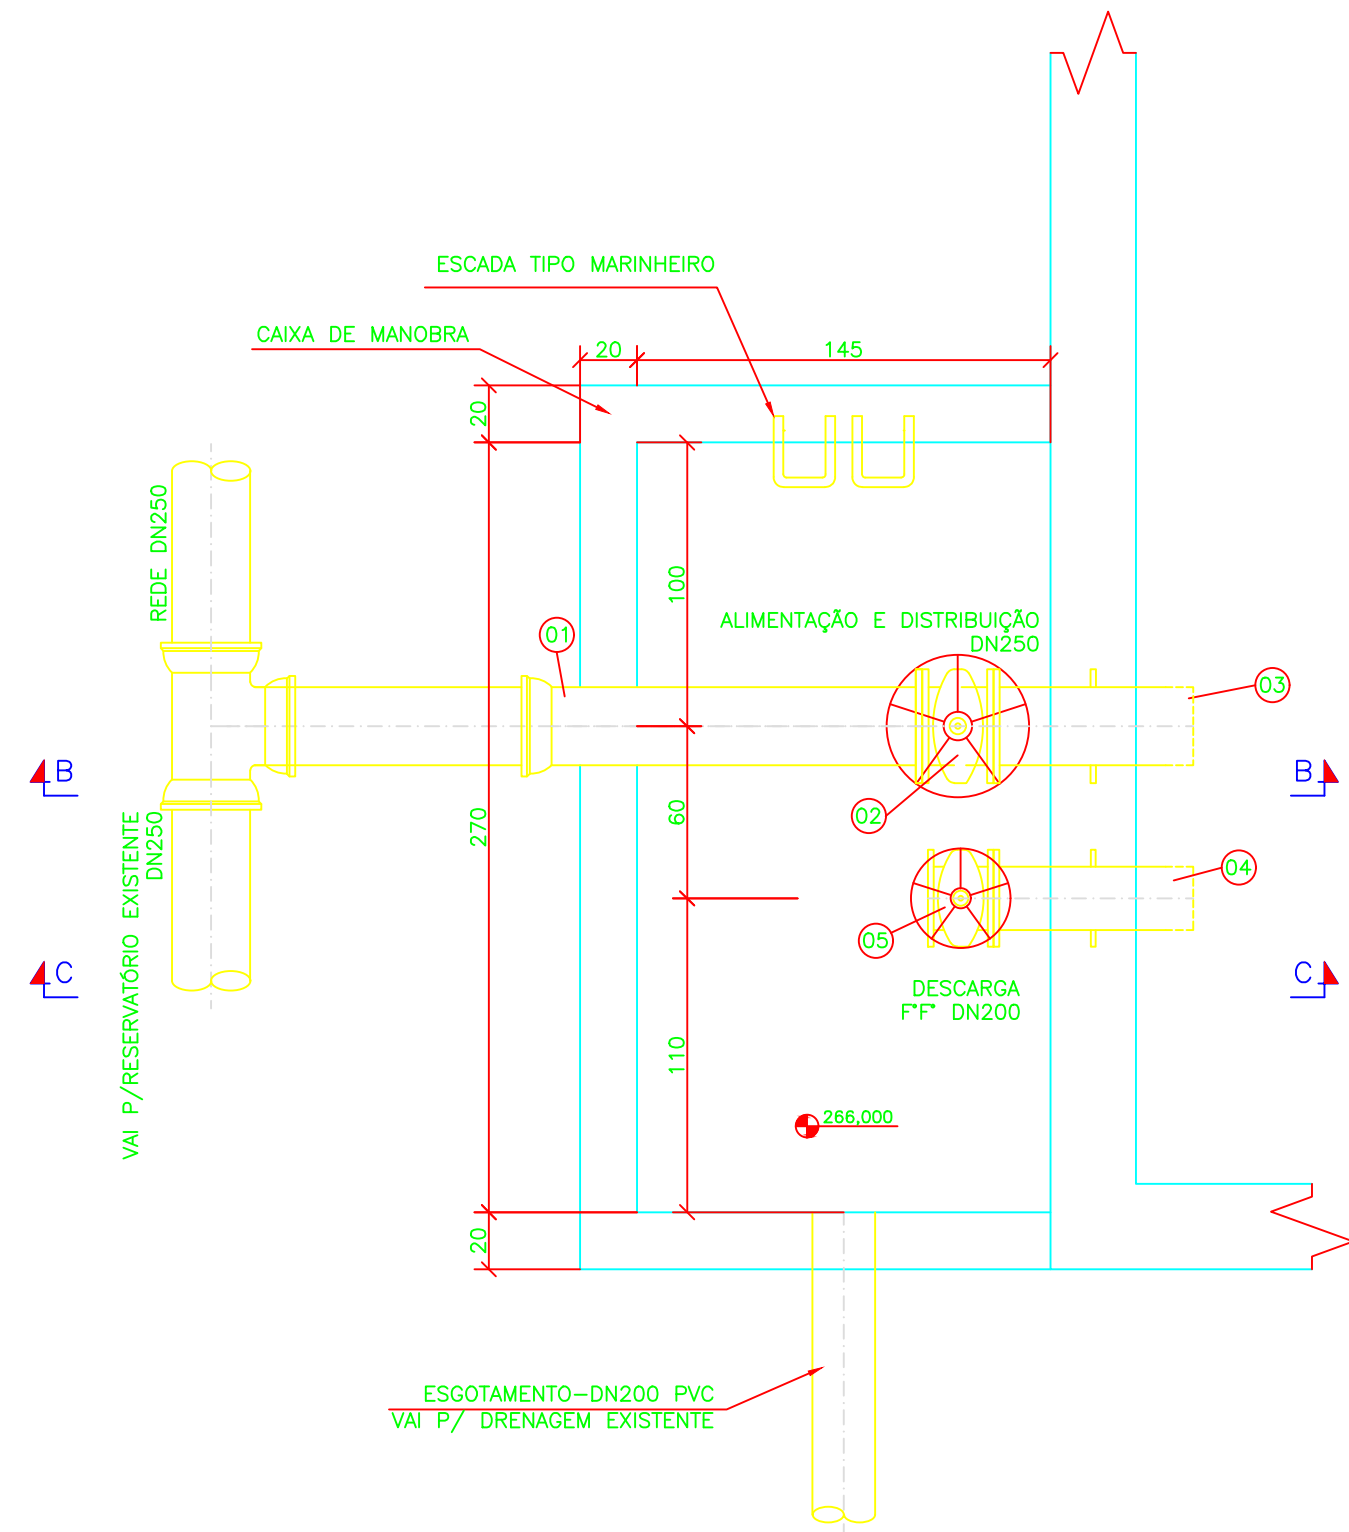 ESCADA TIPO MARINHEIRO
CAIXA DE MANOBRA
20
145
20
REDE DN250
100
ALIMENTAÇÃO E DISTRIBUIÇÃO
DN250
01
03
B
B
02
270
60
VAI P/RESERVATÓRIO EXISTENTE
DN250
04
05
C
C
DESCARGA
F°F° DN200
110
266,000
20
ESGOTAMENTO-DN200 PVC
VAI P/ DRENAGEM EXISTENTE